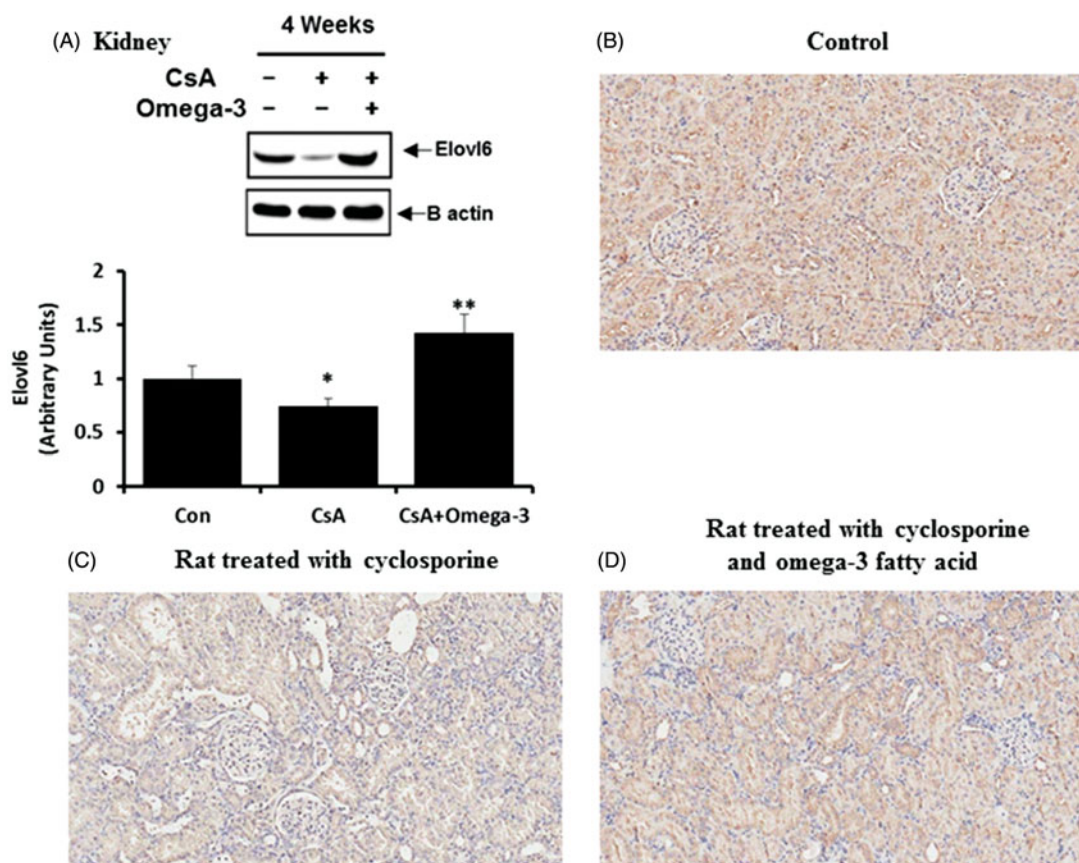 (A) Kidney
4 Weeks
CsA − + +
Omega-3 − − +
Elovl6
B actin
Elovl6
(Arbitrary Units)
2
1.5
1
0.5
0
*
**
Con CsA CsA+Omega-3
(B) Control
(C) Rat treated with cyclosporine
(D) Rat treated with cyclosporine
and omega-3 fatty acid